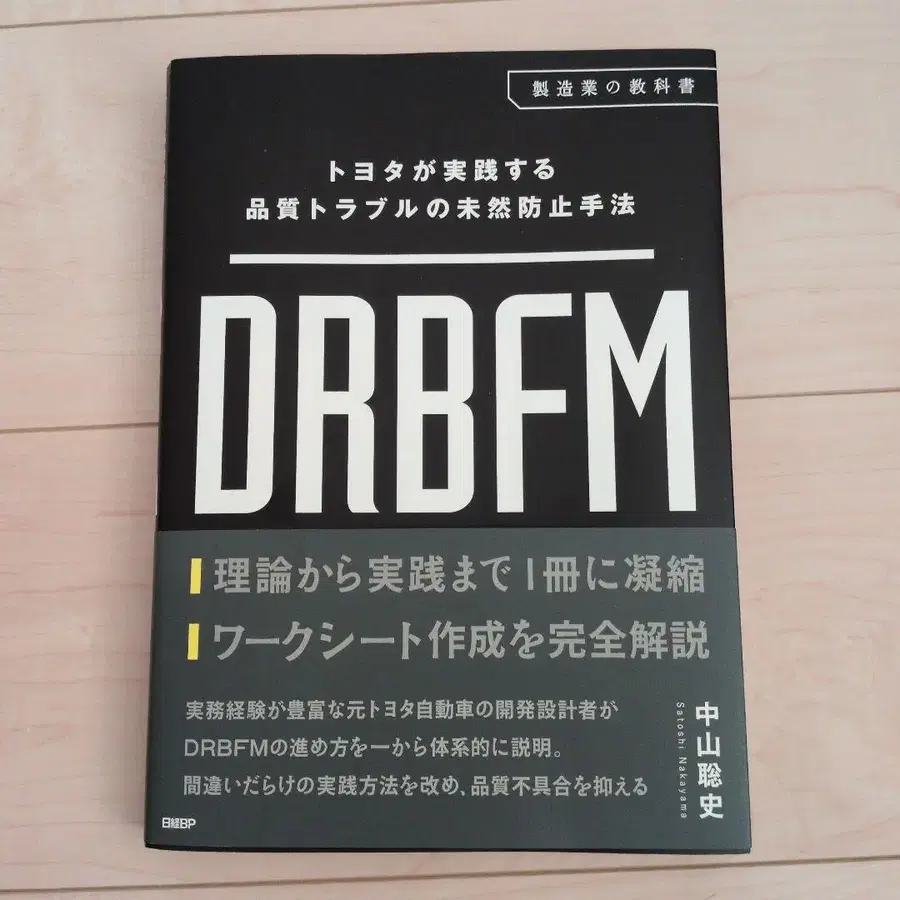 製造業の教科書
トヨタが実践する
品質トラブルの未然防止手法
DRBFM
理論から実践まで1冊に凝縮
ワークシート作成を完全解説
実務経験が豊富な元トヨタ自動車の開発設計者が
DRBFMの進め方を一から体系的に説明。
間違いだらけの実践方法を改め、品質不具合を抑える
中山聡史
Satoshi Nakayama
日経BP